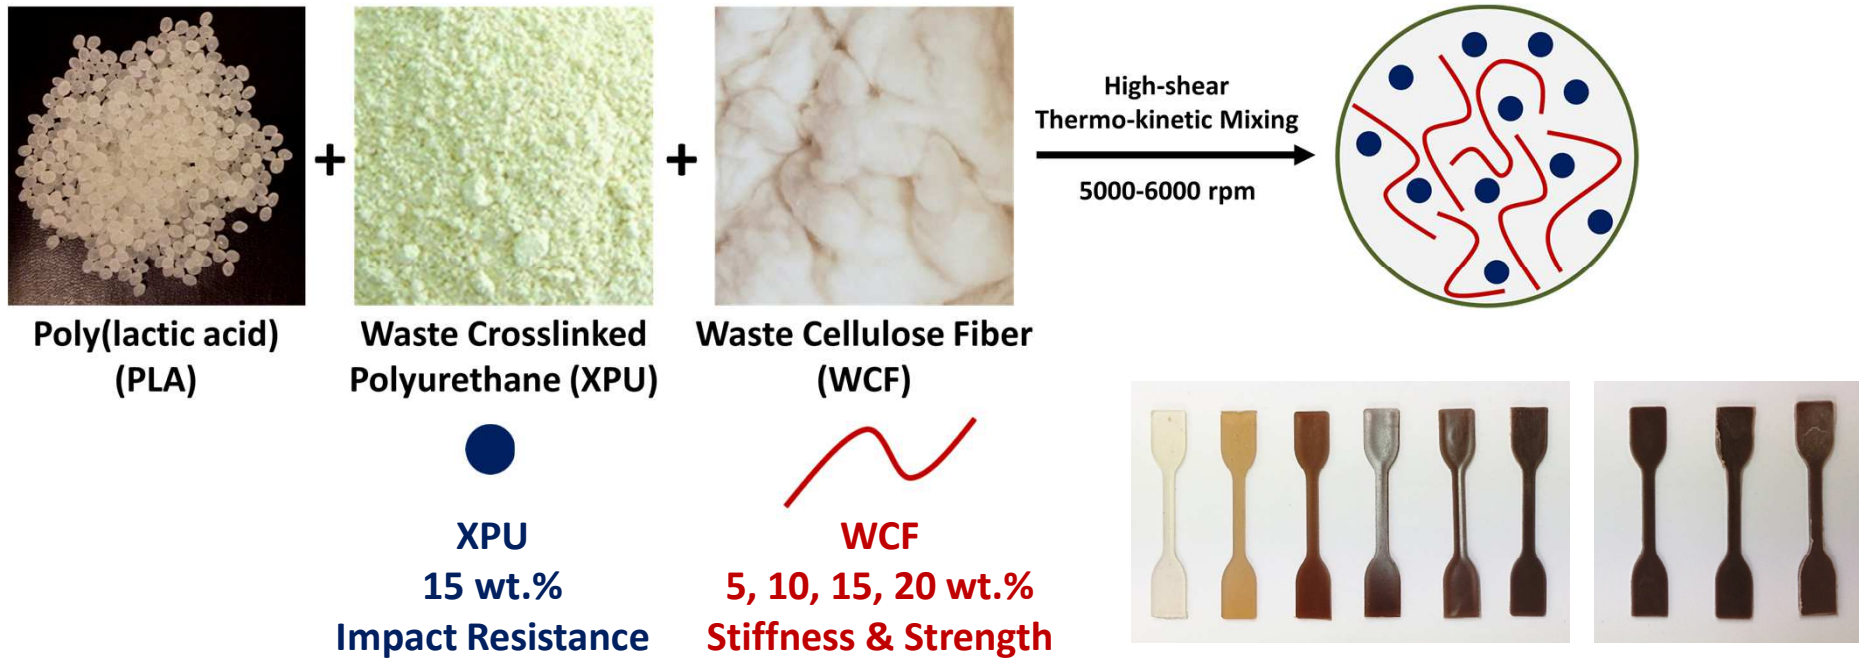 +
+
High-shear
Thermo-kinetic Mixing
5000-6000 rpm
Poly(lactic acid)
(PLA)
Waste Crosslinked
Polyurethane (XPU)
Waste Cellulose Fiber
(WCF)
XPU
15 wt.%
Impact Resistance
WCF
5, 10, 15, 20 wt.%
Stiffness & Strength